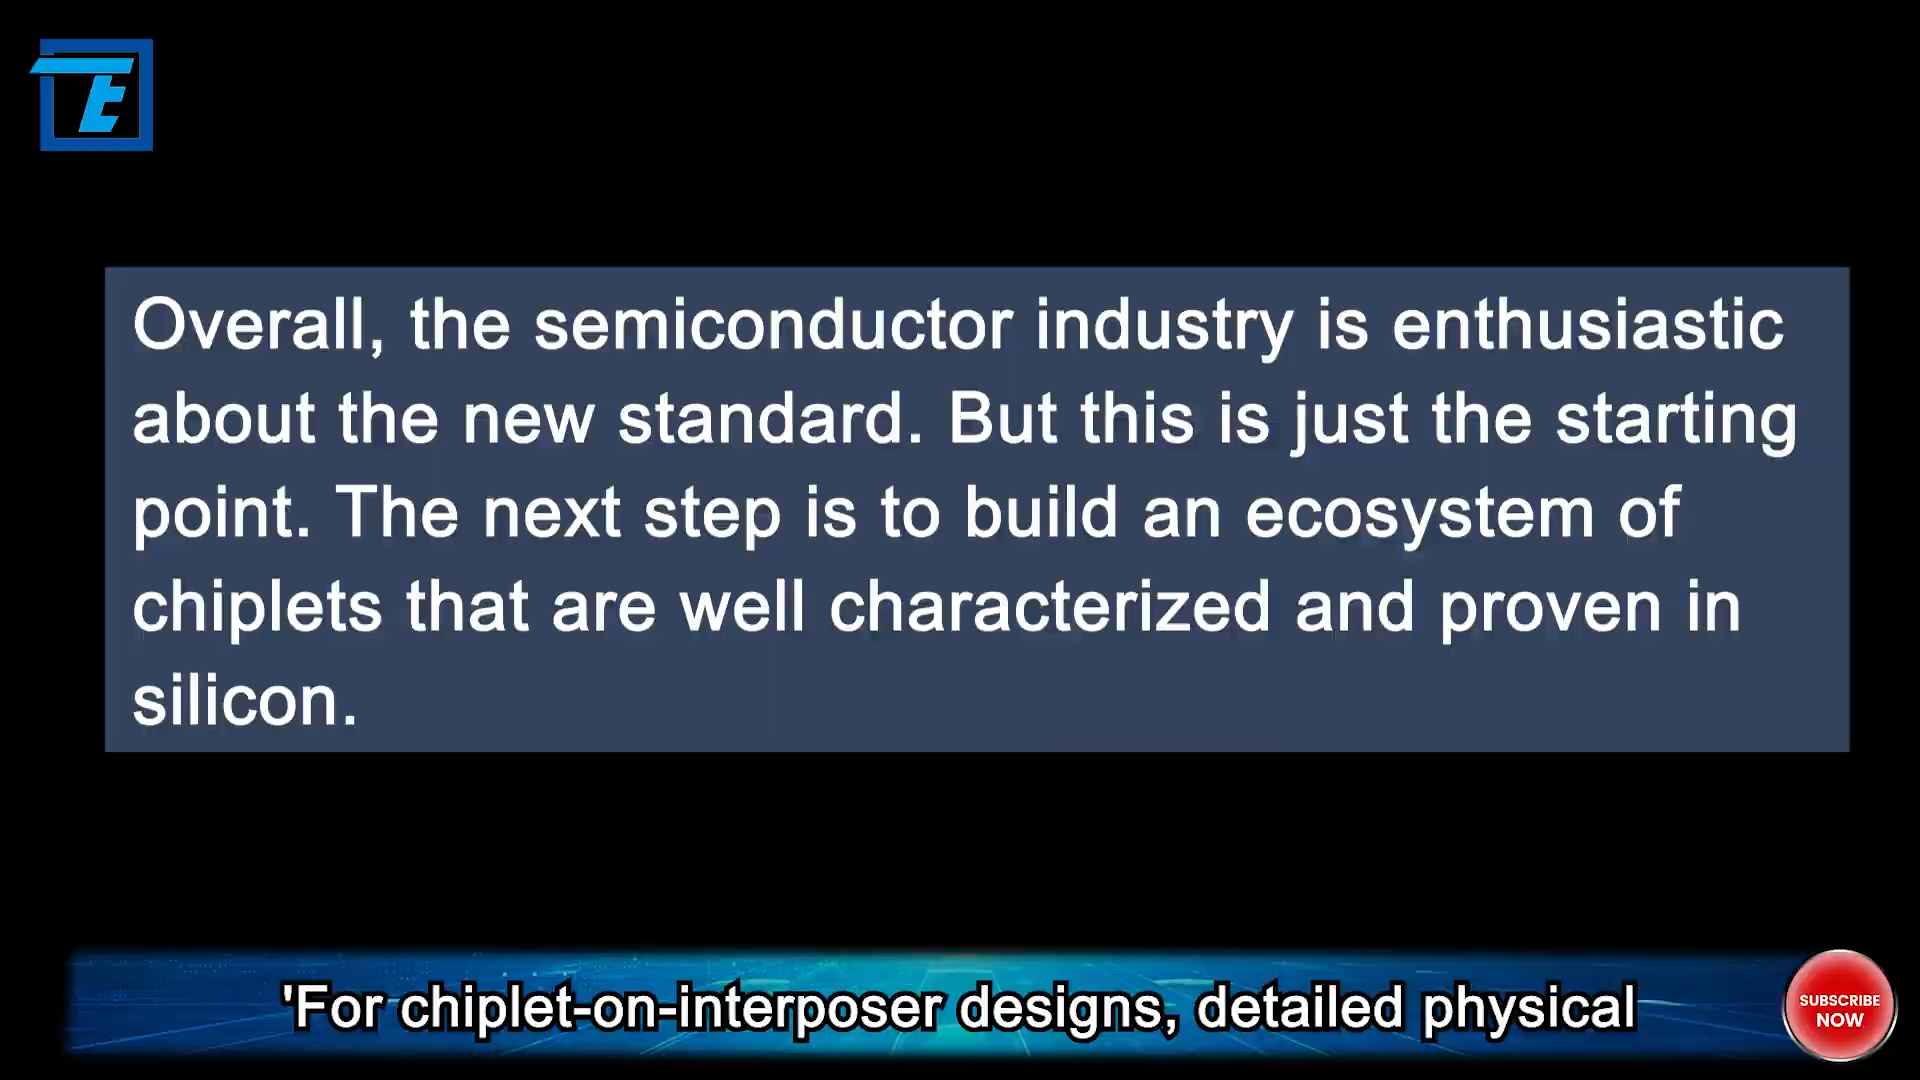 TE
Overall, the semiconductor industry is enthusiastic
about the new standard. But this is just the starting
point. The next step is to build an ecosystem of
chiplets that are well characterized and proven in
silicon.
'For chiplet-on-interposer designs, detailed physical
SUBSCRIBE
NOW